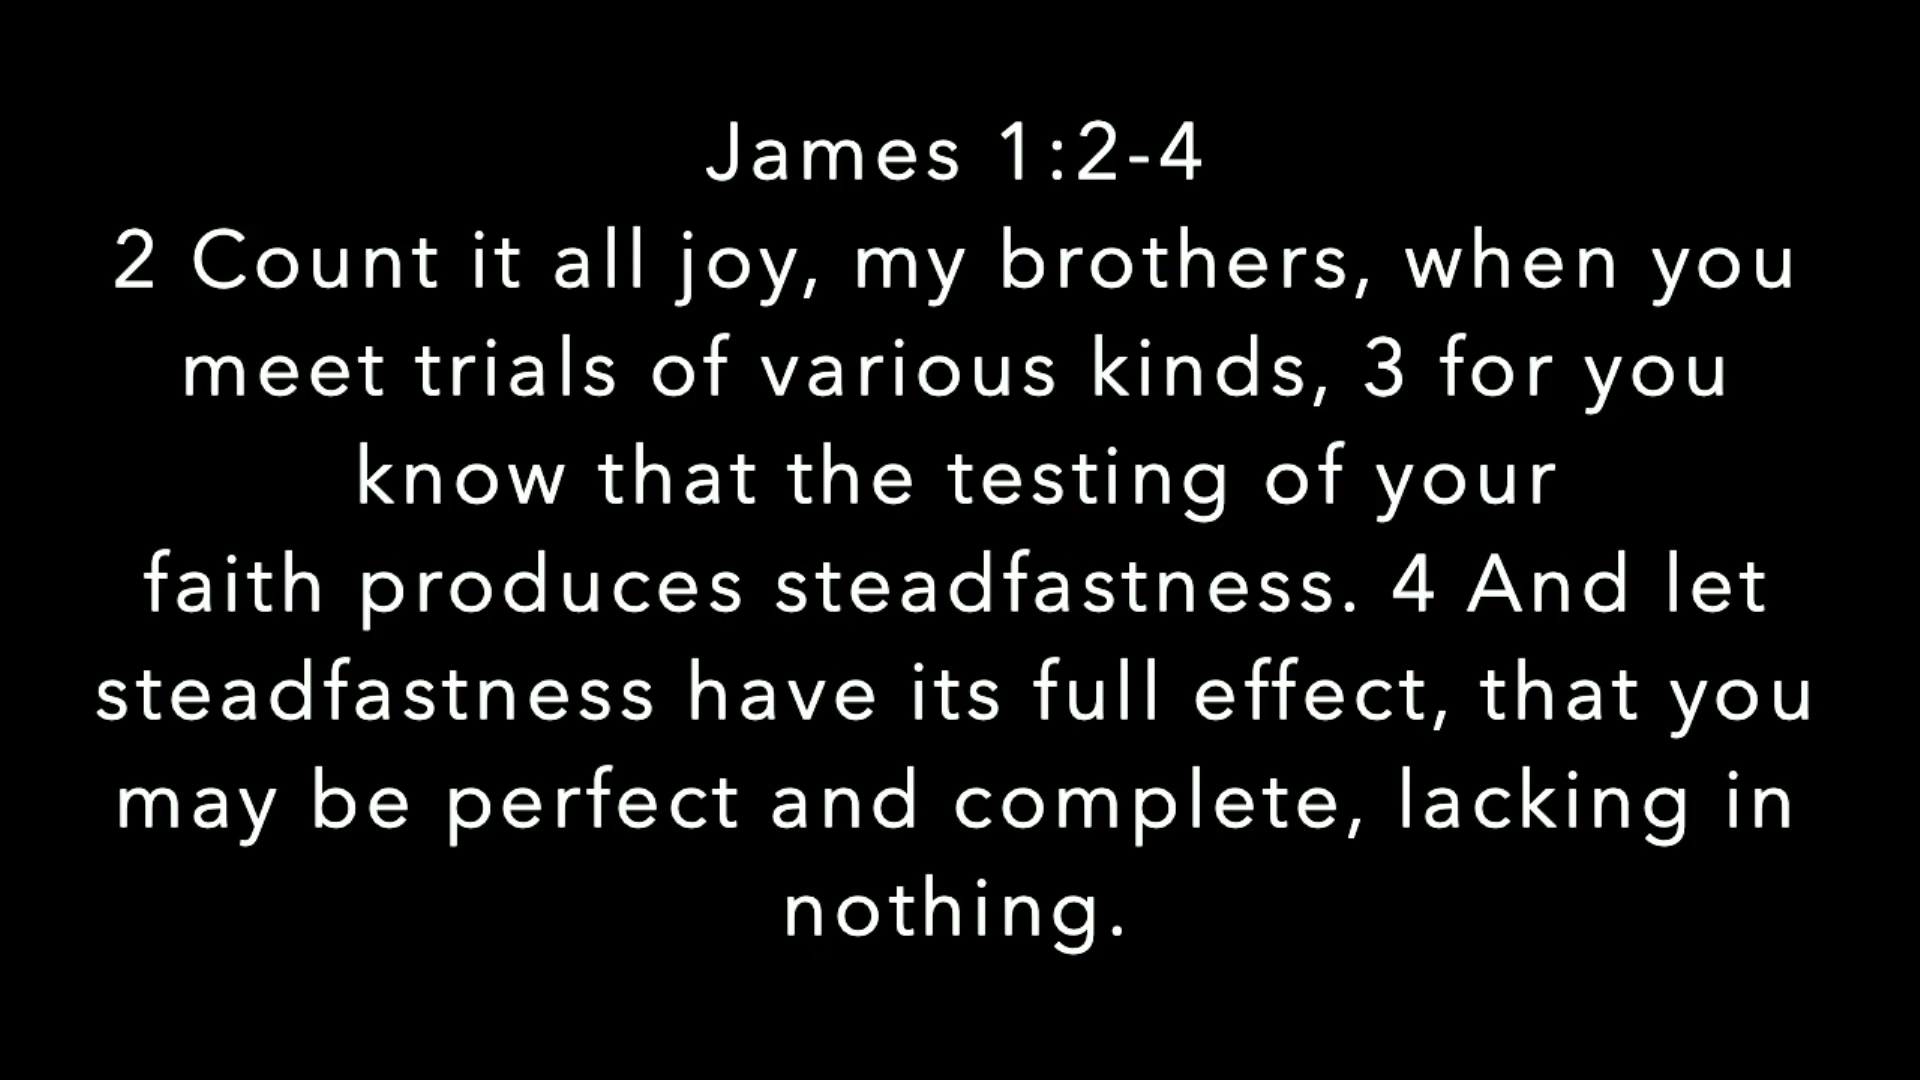 James 1:2-4
2 Count it all joy, my brothers, when you
meet trials of various kinds, 3 for you
know that the testing of your
faith produces steadfastness. 4 And let
steadfastness have its full effect, that you
may be perfect and complete, lacking in
nothing.